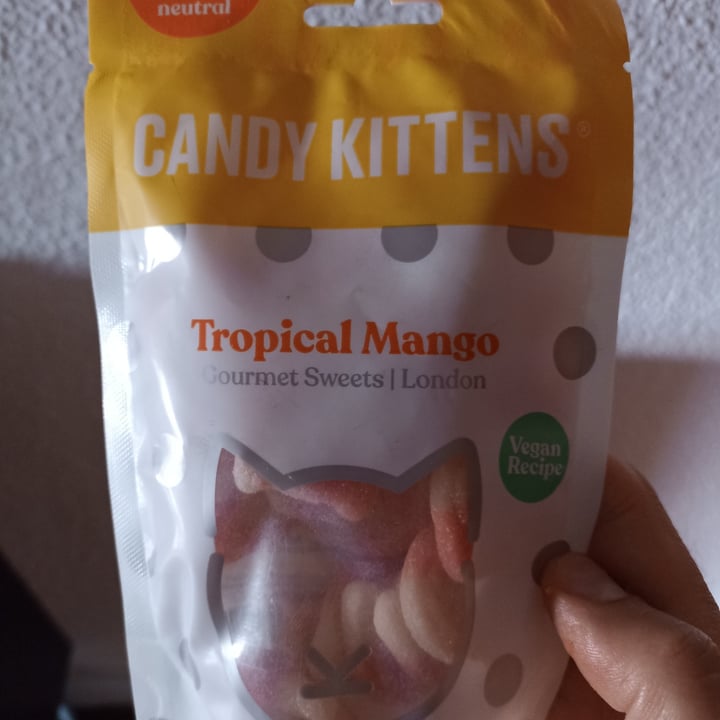 neutral
CANDY KITTENS®
Tropical Mango
Gourmet Sweets | London
Vegan
Recipe
K